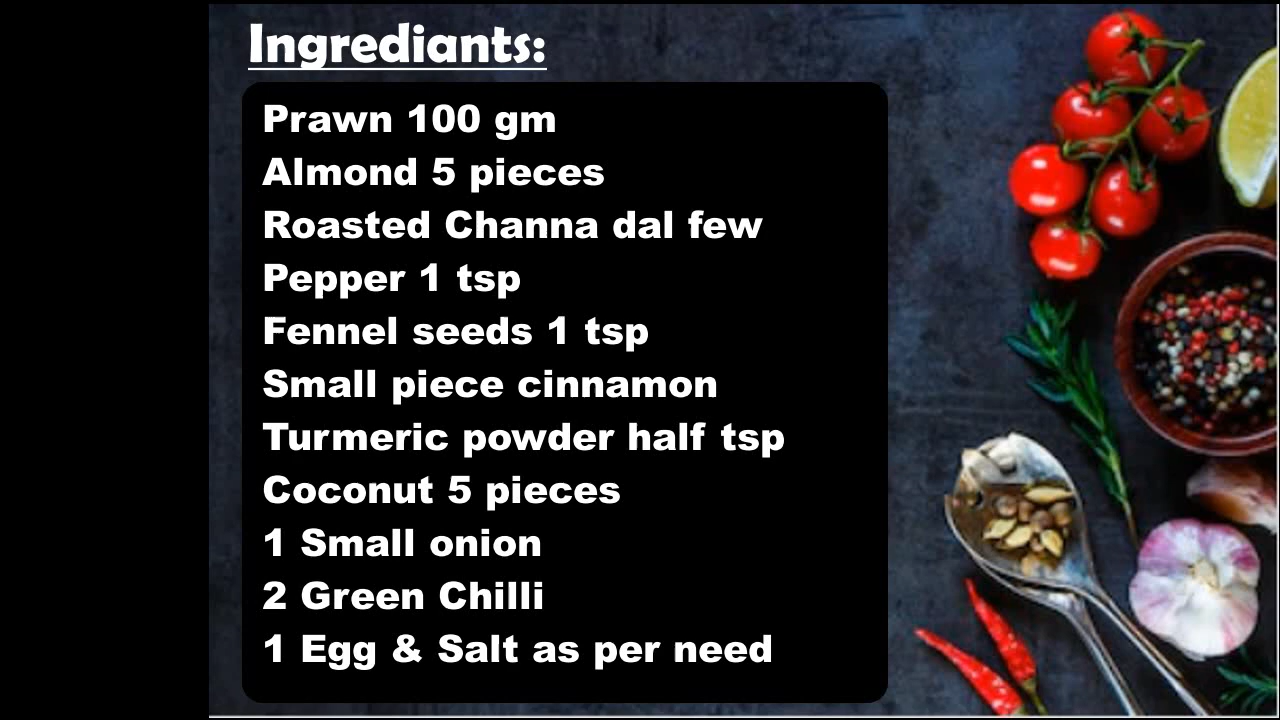 Ingrediants:
Prawn 100 gm
Almond 5 pieces
Roasted Channa dal few
Pepper 1 tsp
Fennel seeds 1 tsp
Small piece cinnamon
Turmeric powder half tsp
Coconut 5 pieces
1 Small onion
2 Green Chilli
1 Egg & Salt as per need